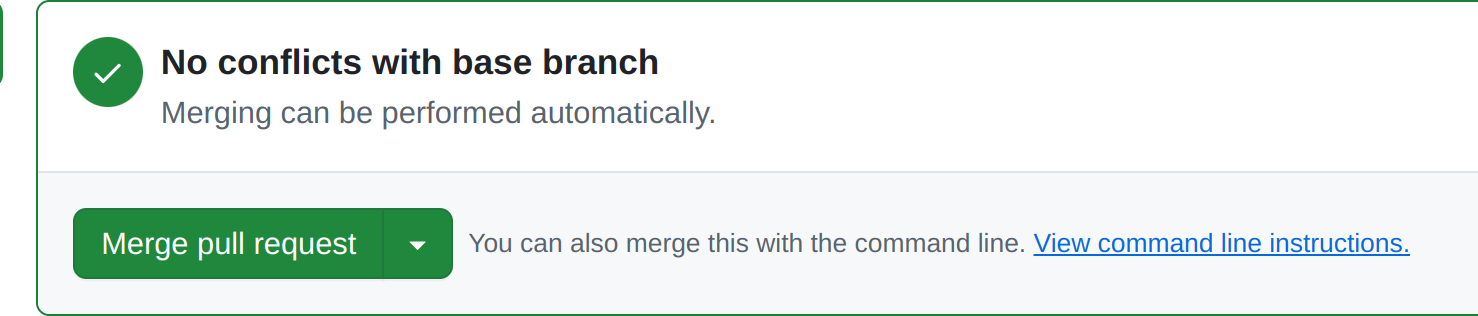 No conflicts with base branch
Merging can be performed automatically.
Merge pull request
You can also merge this with the command line. View command line instructions.